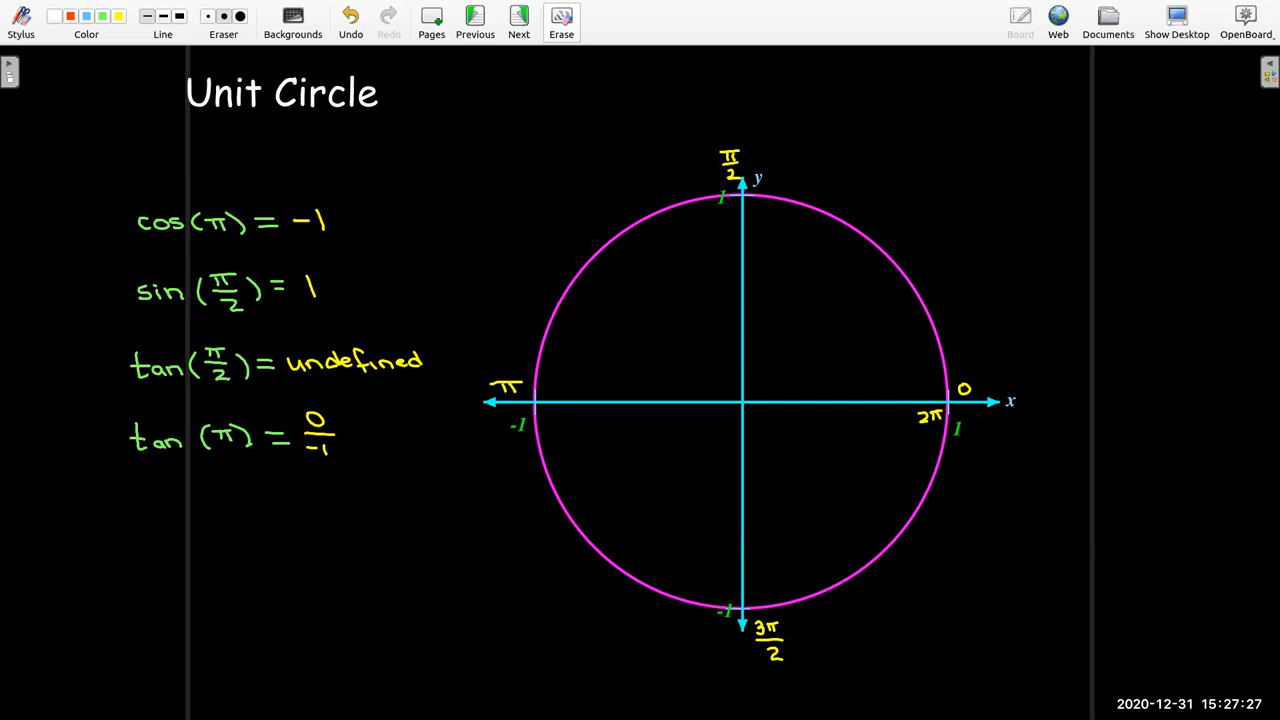 Stylus Color Line Eraser Backgrounds Undo Redo Pages Previous Next Erase Board Web Documents Show Desktop OpenBoard
Unit Circle
cos(π) = -1
sin(π/2) = 1
tan(π/2) = undefined
tan(π) = 0/-1
π/2
y
1
π
-1
0
x
2π
1
-1
3π/2
2020-12-31 15:27:27